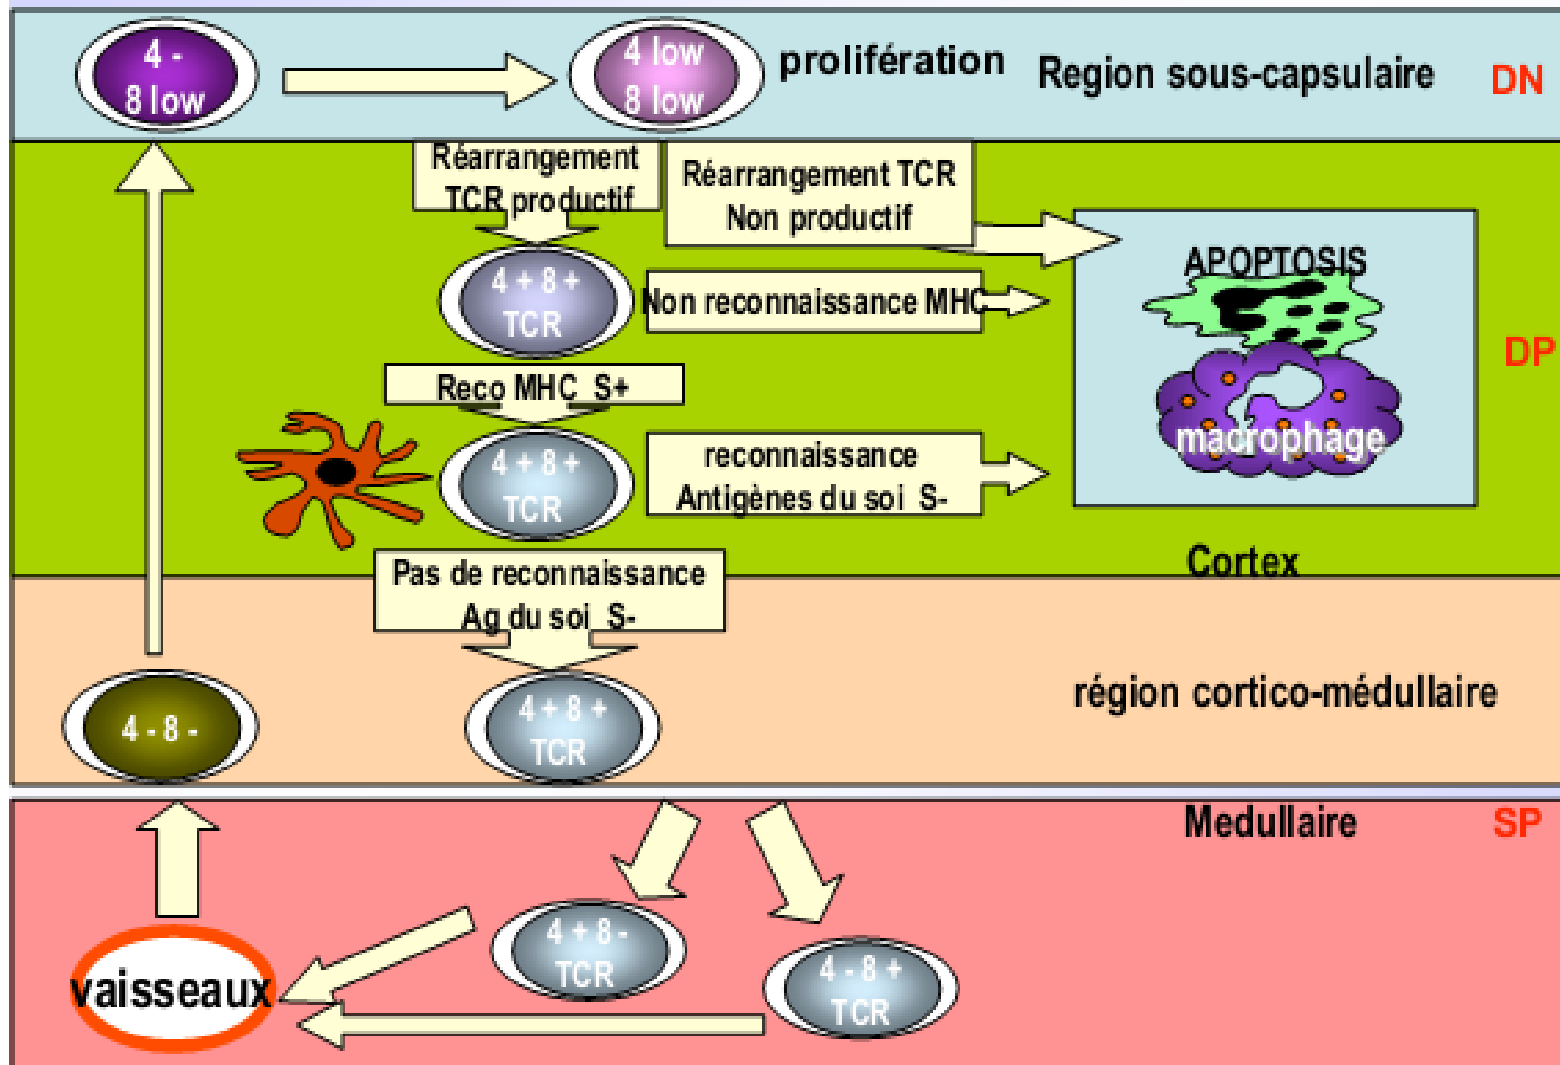 4 -
8 low
4 low
8 low
prolifération
Region sous-capsulaire
DN
Réarrangement
TCR productif
Réarrangement TCR
Non productif
APOPTOSIS
4 + 8 +
TCR
Non reconnaissance MHC
DP
Reco MHC S+
macrophage
4 + 8 +
TCR
reconnaissance
Antigènes du soi S-
Cortex
Pas de reconnaissance
Ag du soi S-
région cortico-médullaire
4 - 8 -
4 + 8 +
TCR
Medullaire
SP
vaisseaux
4 + 8 -
TCR
4 - 8 +
TCR